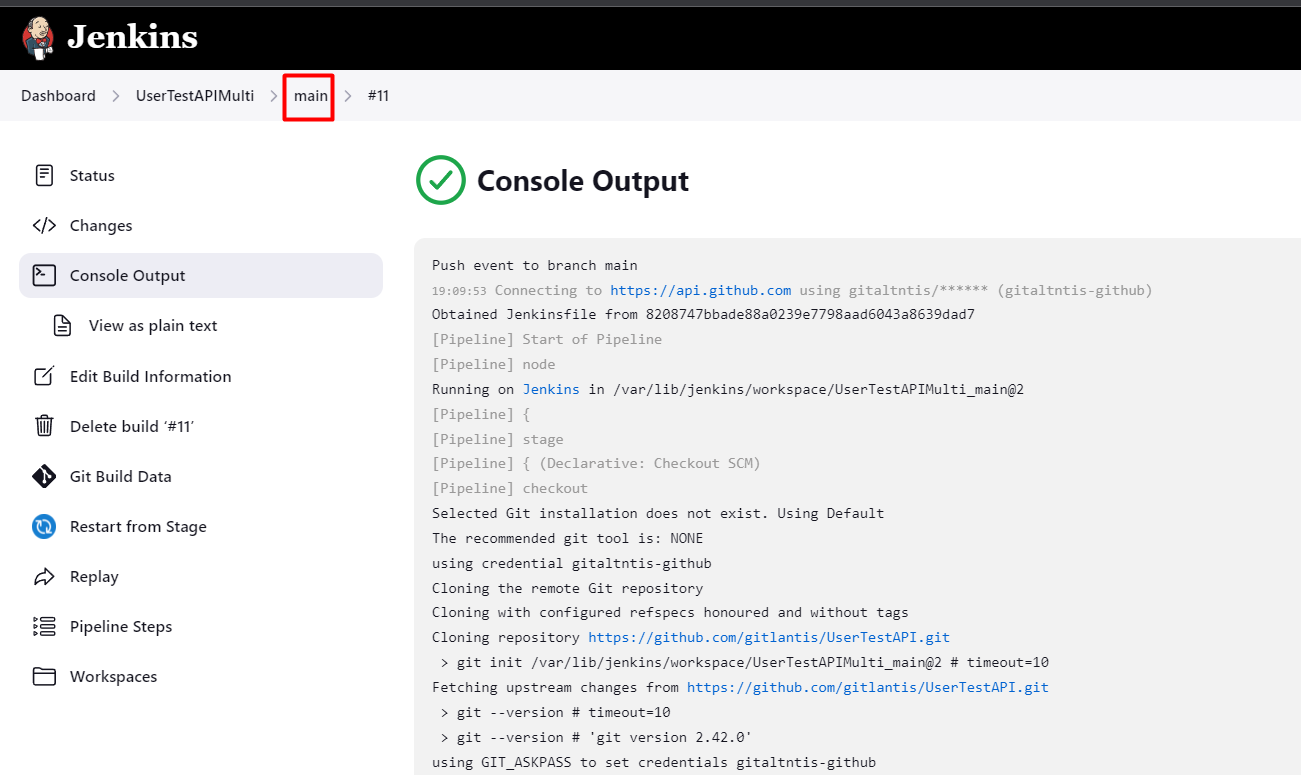 Jenkins
Dashboard > UserTestAPIMulti > main > #11
Status
Changes
Console Output
View as plain text
Edit Build Information
Delete build ‘#11’
Git Build Data
Restart from Stage
Replay
Pipeline Steps
Workspaces
Console Output
Push event to branch main
19:09:53 Connecting to https://api.github.com using gitaltntis/****** (gitaltntis-github)
Obtained Jenkinsfile from 8208747bbade88a0239e7798aad6043a8639dad7
[Pipeline] Start of Pipeline
[Pipeline] node
Running on Jenkins in /var/lib/jenkins/workspace/UserTestAPIMulti_main@2
[Pipeline] {
[Pipeline] stage
[Pipeline] { (Declarative: Checkout SCM)
[Pipeline] checkout
Selected Git installation does not exist. Using Default
The recommended git tool is: NONE
using credential gitaltntis-github
Cloning the remote Git repository
Cloning with configured refspecs honoured and without tags
Cloning repository https://github.com/gitlantis/UserTestAPI.git
> git init /var/lib/jenkins/workspace/UserTestAPIMulti_main@2 # timeout=10
Fetching upstream changes from https://github.com/gitlantis/UserTestAPI.git
> git --version # timeout=10
> git --version # 'git version 2.42.0'
using GIT_ASKPASS to set credentials gitaltntis-github